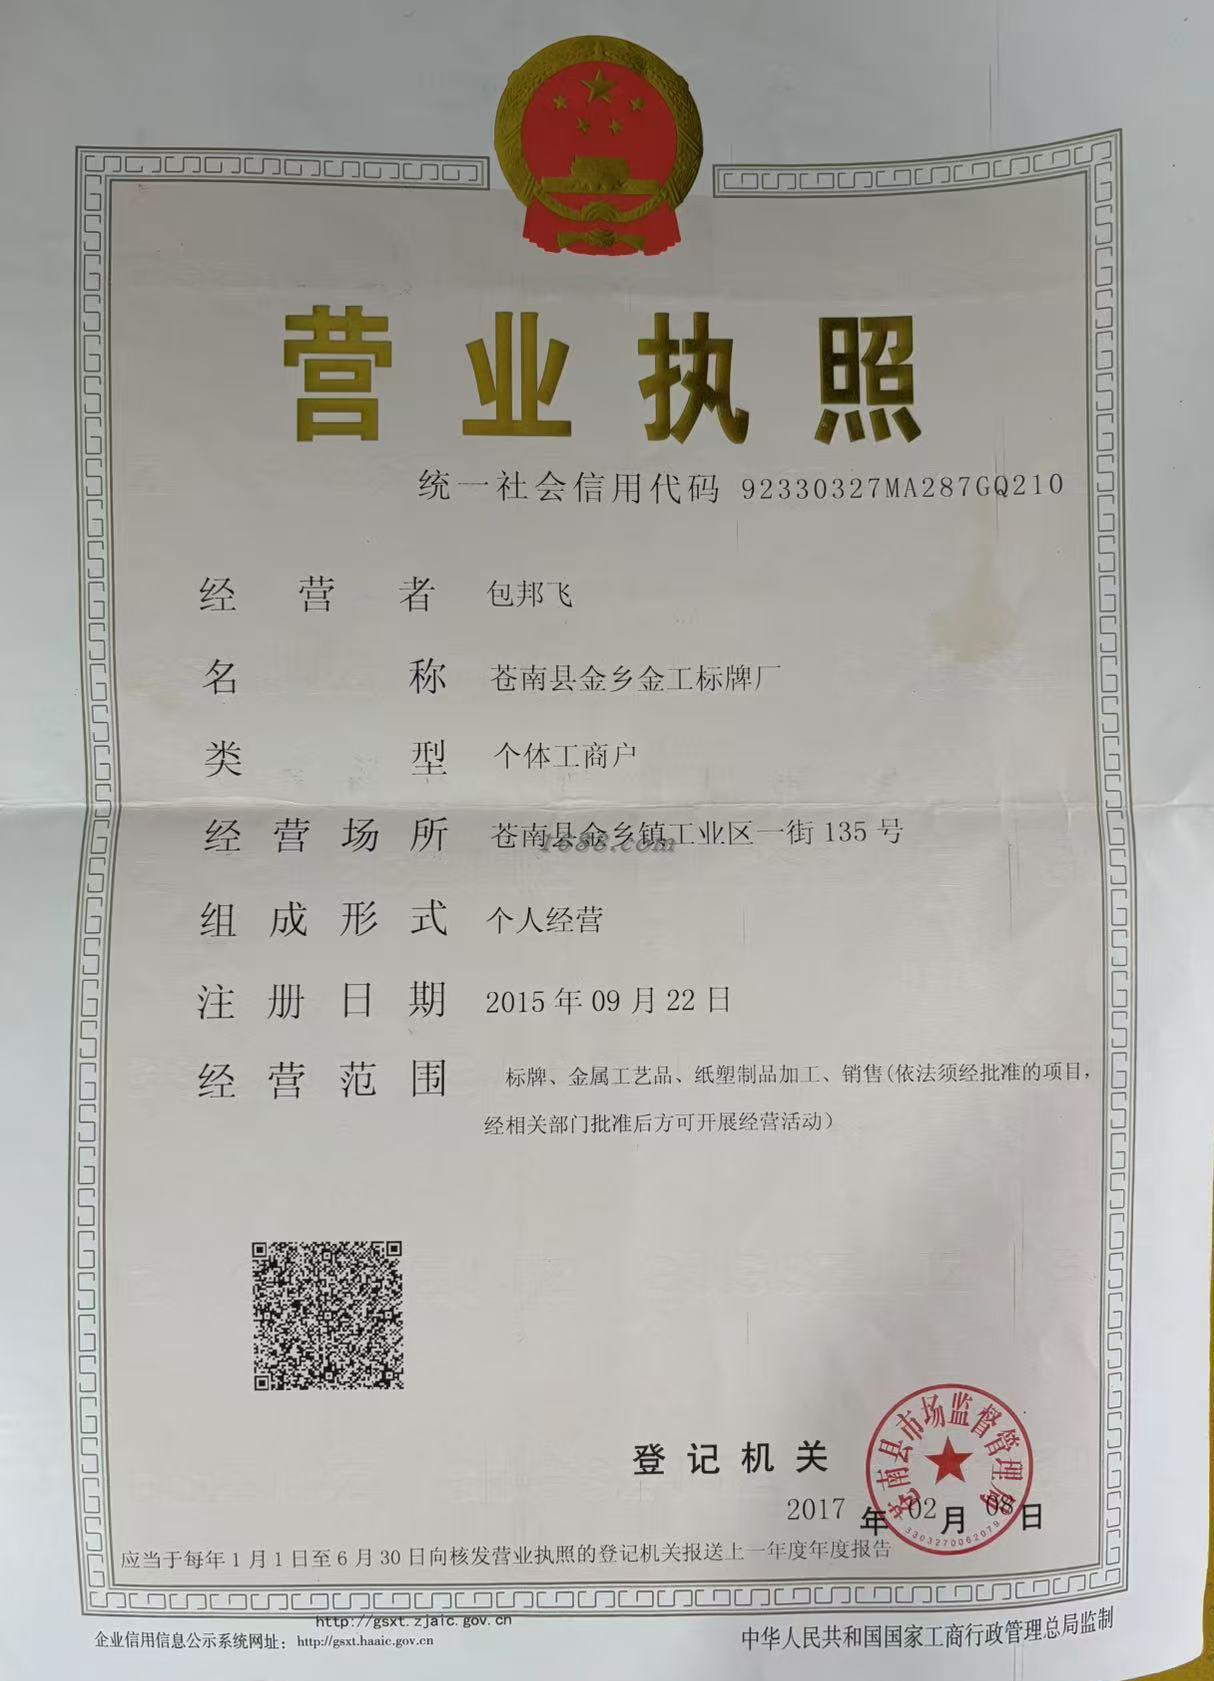 营业执照
统一社会信用代码 92330327MA287GQ210
经营者 包邦飞
名称 苍南县金乡金工标牌厂
类型 个体工商户
经营场所 苍南县金乡镇工业区一街135号
1688.com
组成形式 个人经营
注册日期 2015年09月22日
经营范围 标牌、金属工艺品、纸塑制品加工、销售(依法须经批准的项目,
经相关部门批准后方可开展经营活动)
登记机关
苍南县市场监督管理局
2017年02月08日
3303270062079
应当于每年1月1日至6月30日向核发营业执照的登记机关报送上一年度年度报告
http://gsxt.zjaic.gov.cn
企业信用信息公示系统网址: http://gsxt.haaic.gov.cn
中华人民共和国国家工商行政管理总局监制